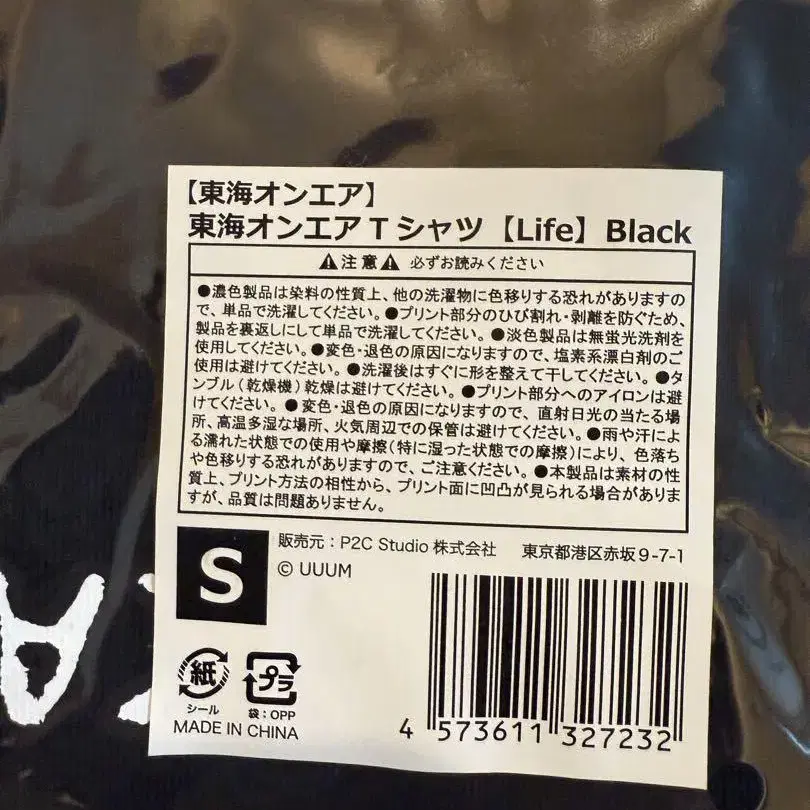 【東海オンエア】
東海オンエアTシャツ【Life】Black
⚠注意⚠ 必ずお読みください
●濃色製品は染料の性質上、他の洗濯物に色移りする恐れがありますの
で、単品で洗濯してください。●プリント部分のひび割れ・剥離を防ぐため、
製品を裏返しにして単品で洗濯してください。●淡色製品は無蛍光洗剤を
使用してください。●変色・退色の原因になりますので、塩素系漂白剤のご
使用は避けてください。●洗濯後はすぐに形を整えて干してください。●タ
ンブル(乾燥機)乾燥は避けてください。●プリント部分へのアイロンは避
けてください。●変色・退色の原因になりますので、直射日光の当たる場
所、高温多湿な場所、火気周辺での保管は避けてください。●雨や汗によ
る濡れた状態での使用や摩擦(特に湿った状態での摩擦)により、色落ち
や色移りする恐れがありますので、ご注意ください。●本製品は素材の性
質上、プリント方法の相性から、プリント面に凹凸が見られる場合がありま
すが、品質は問題ありません。
S
販売元:P2C Studio 株式会社 東京都港区赤坂9-7-1
© UUUM
紙
プラ
シール
袋:OPP
MADE IN CHINA
4 573611 327232